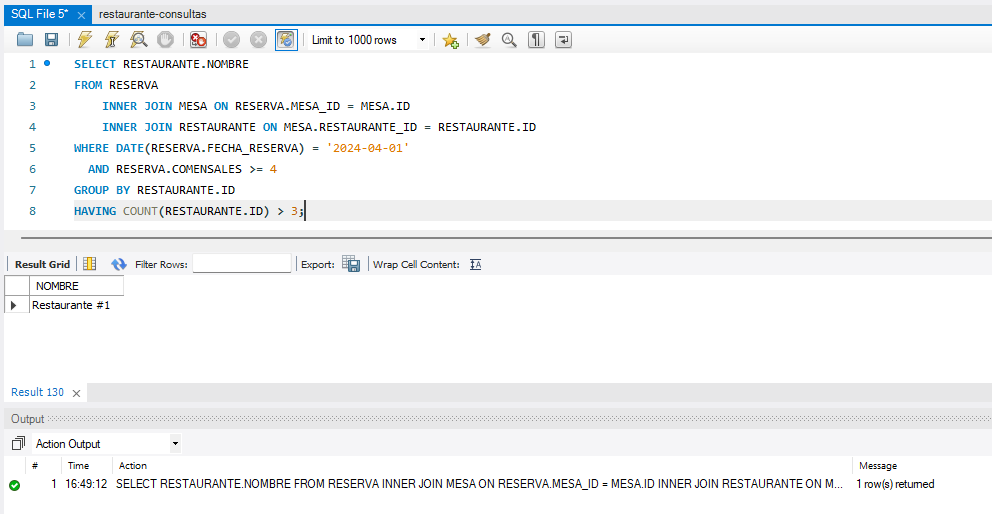 SQL File 5* × restaurante-consultas
Limit to 1000 rows
1 SELECT RESTAURANTE.NOMBRE
2 FROM RESERVA
3 INNER JOIN MESA ON RESERVA.MESA_ID = MESA.ID
4 INNER JOIN RESTAURANTE ON MESA.RESTAURANTE_ID = RESTAURANTE.ID
5 WHERE DATE(RESERVA.FECHA_RESERVA) = '2024-04-01'
6 AND RESERVA.COMENSALES >= 4
7 GROUP BY RESTAURANTE.ID
8 HAVING COUNT(RESTAURANTE.ID) > 3;
Result Grid Filter Rows: Export: Wrap Cell Content: IA
NOMBRE
Restaurante #1
Result 130 ×
Output
Action Output
# Time Action Message
1 16:49:12 SELECT RESTAURANTE.NOMBRE FROM RESERVA INNER JOIN MESA ON RESERVA.MESA_ID = MESA.ID INNER JOIN RESTAURANTE ON M... 1 row(s) returned